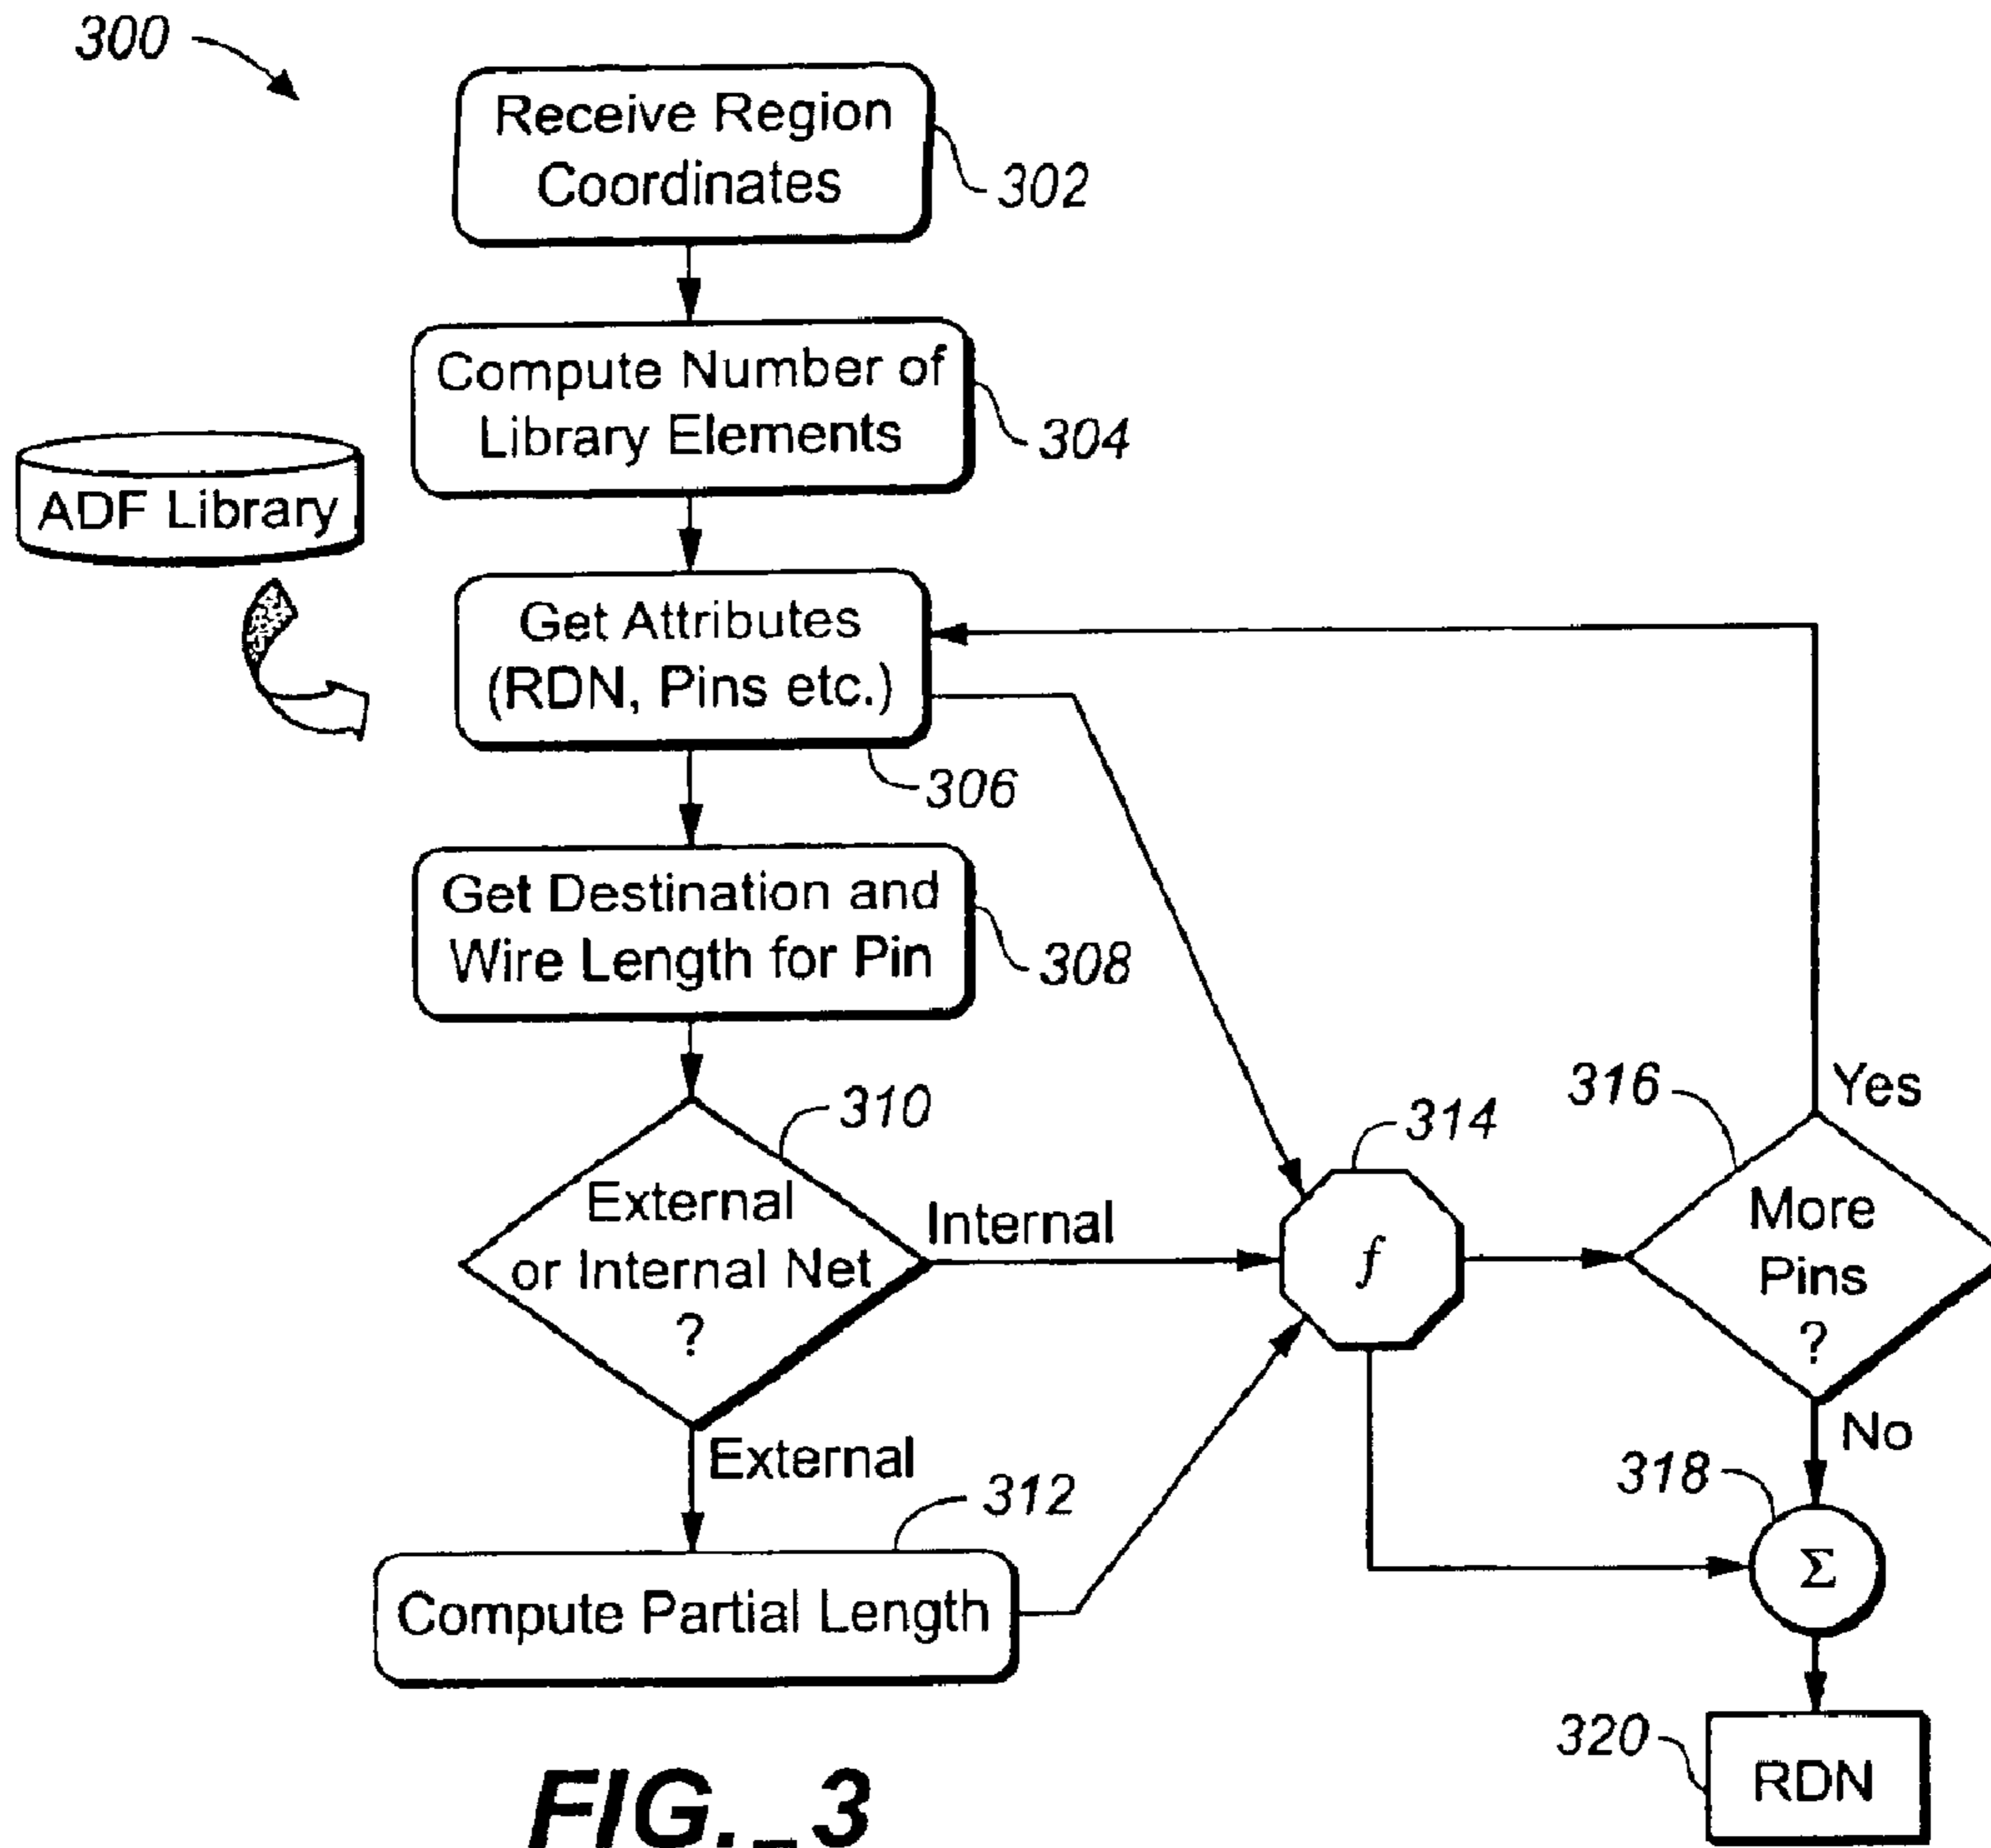 300
Receive Region
Coordinates
302
Compute Number of
Library Elements
304
ADF Library
Get Attributes
(RDN, Pins etc.)
306
Get Destination and
Wire Length for Pin
308
310
External
or Internal Net
?
Internal
External
312
Compute Partial Length
314
f
316
Yes
More
Pins
?
No
318
Σ
320
RDN
FIG._3